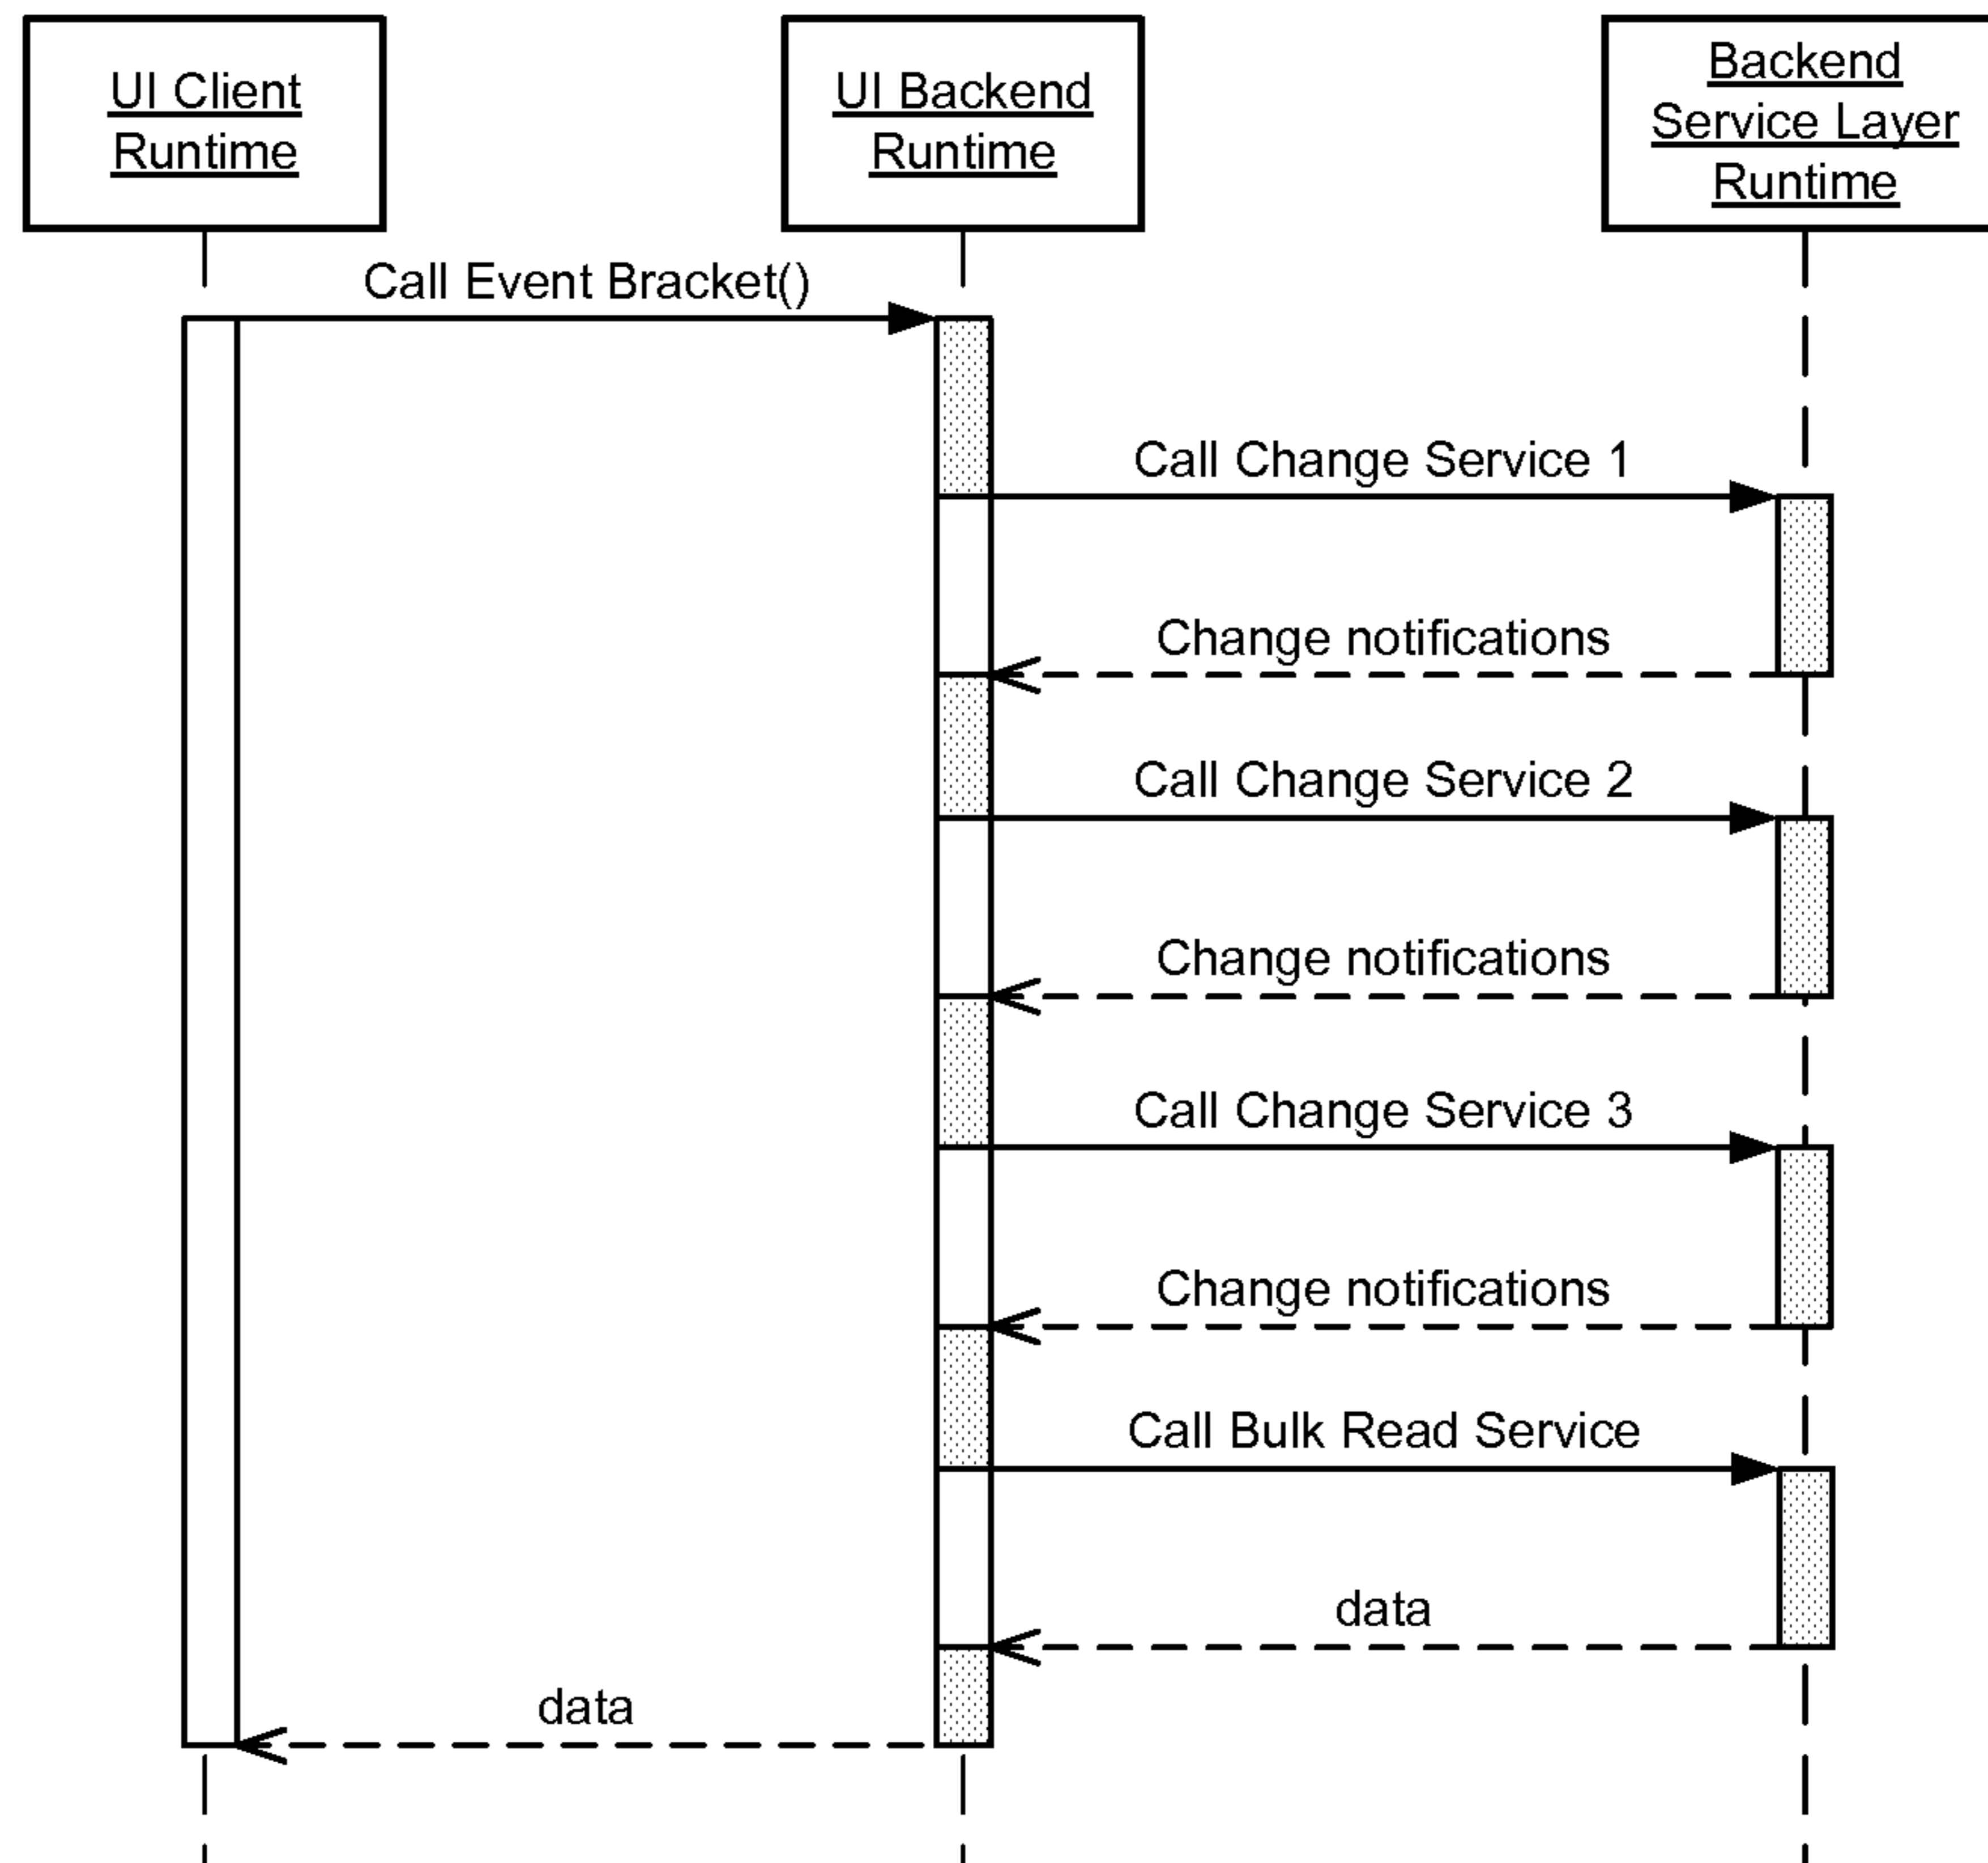 UI Client
Runtime
UI Backend
Runtime
Backend
Service Layer
Runtime
Call Event Bracket()
Call Change Service 1
Change notifications
Call Change Service 2
Change notifications
Call Change Service 3
Change notifications
Call Bulk Read Service
data
data